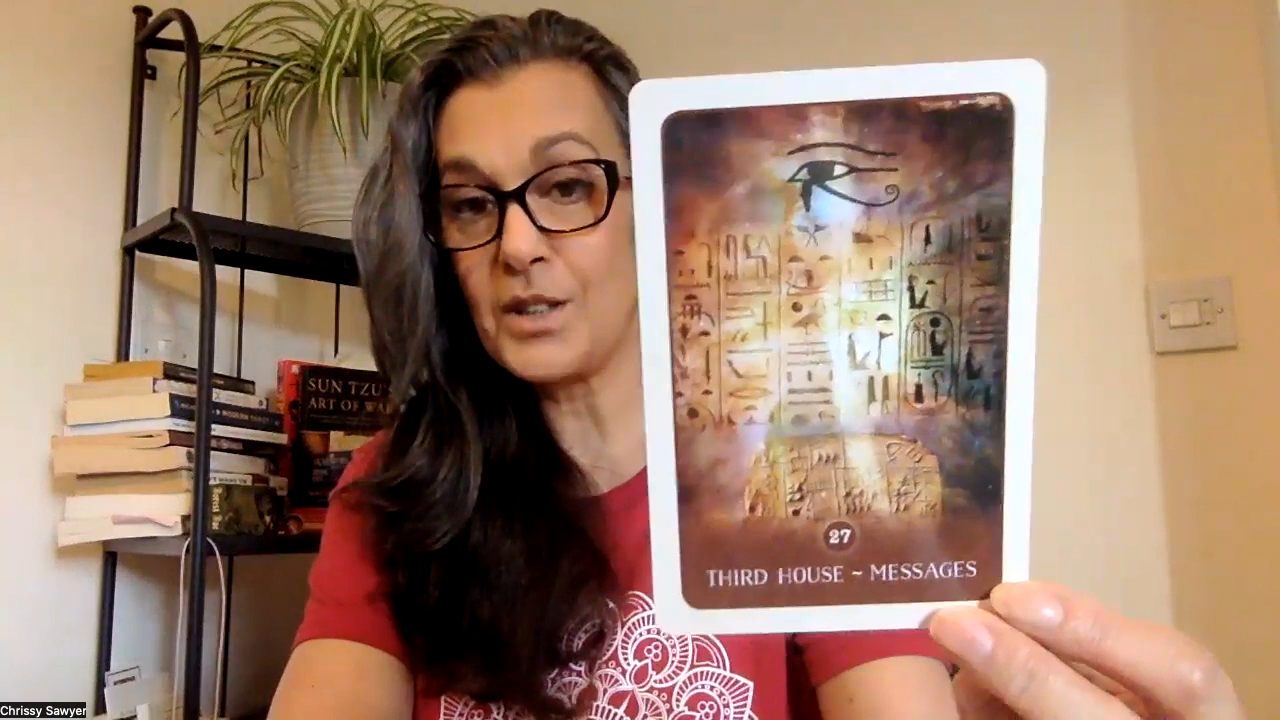 SUN TZU'S
ART OF WAR
27
THIRD HOUSE ~ MESSAGES
Chrissy Sawyer